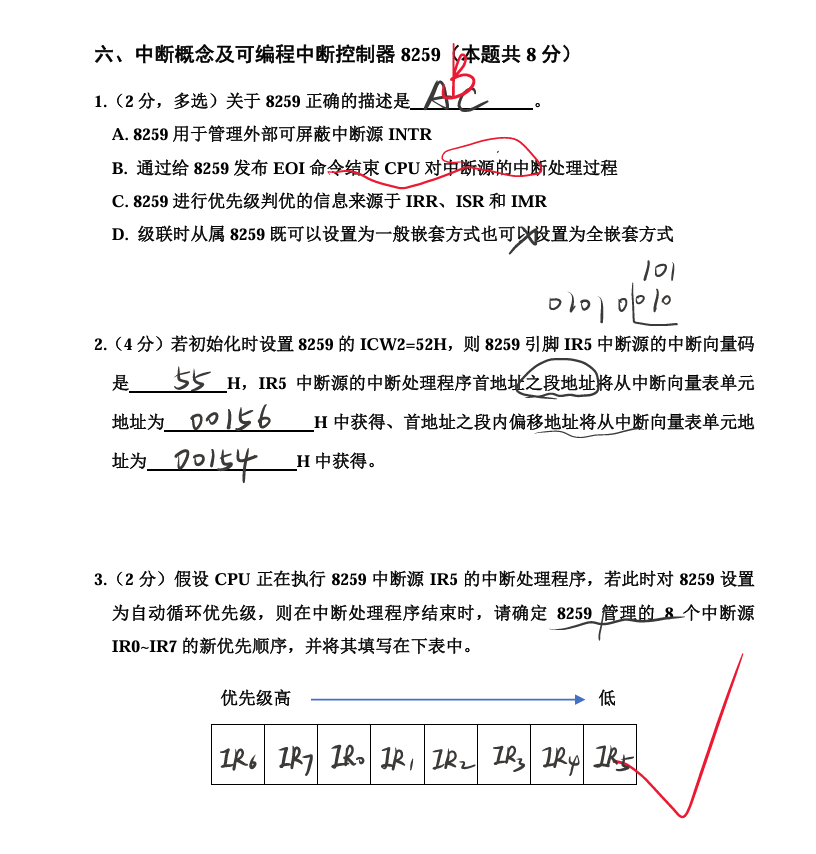 六、中断概念及可编程中断控制器 8259（本题共 8 分）
B
1.（2 分，多选）关于 8259 正确的描述是 AC 。
A. 8259 用于管理外部可屏蔽中断源 INTR
B. 通过给 8259 发布 EOI 命令结束 CPU 对中断源的中断处理过程
C. 8259 进行优先级判优的信息来源于 IRR、ISR 和 IMR
D. 级联时从属 8259 既可以设置为一般嵌套方式也可以设置为全嵌套方式
101
0101 0010
2.（4 分）若初始化时设置 8259 的 ICW2=52H，则 8259 引脚 IR5 中断源的中断向量码
是 55 H，IR5 中断源的中断处理程序首地址之段地址将从中断向量表单元
地址为 00156 H 中获得、首地址之段内偏移地址将从中断向量表单元地
址为 00154 H 中获得。
3.（2 分）假设 CPU 正在执行 8259 中断源 IR5 的中断处理程序，若此时对 8259 设置
为自动循环优先级，则在中断处理程序结束时，请确定 8259 管理的 8 个中断源
IR0~IR7 的新优先顺序，并将其填写在下表中。
优先级高 低
IR6 IR7 IR0 IR1 IR2 IR3 IR4 IR5